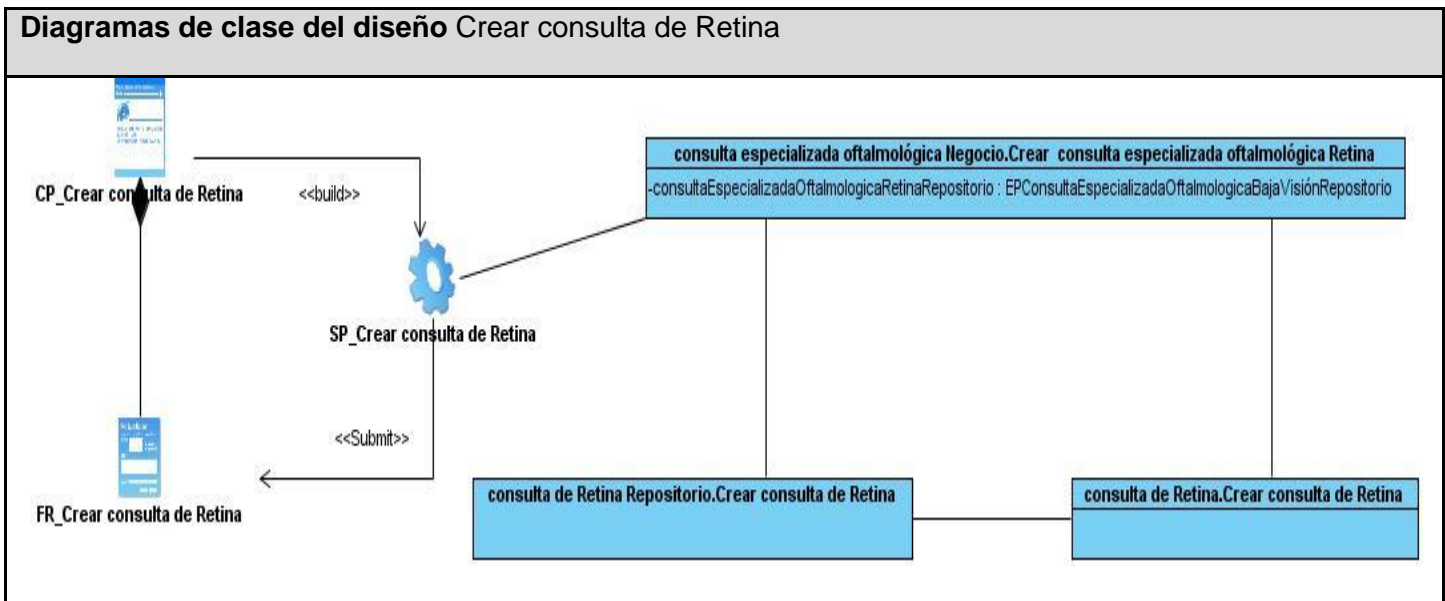 Diagramas de clase del diseño Crear consulta de Retina
CP_Crear consulta de Retina
<<build>>
consulta especializada oftalmológica Negocio.Crear consulta especializada oftalmológica Retina
-consultaEspecializadaOftalmologicaRetinaRepositorio : EPConsultaEspecializadaOftalmologicaBajaVisiónRepositorio
SP_Crear consulta de Retina
<<Submit>>
FR_Crear consulta de Retina
consulta de Retina Repositorio.Crear consulta de Retina
consulta de Retina.Crear consulta de Retina